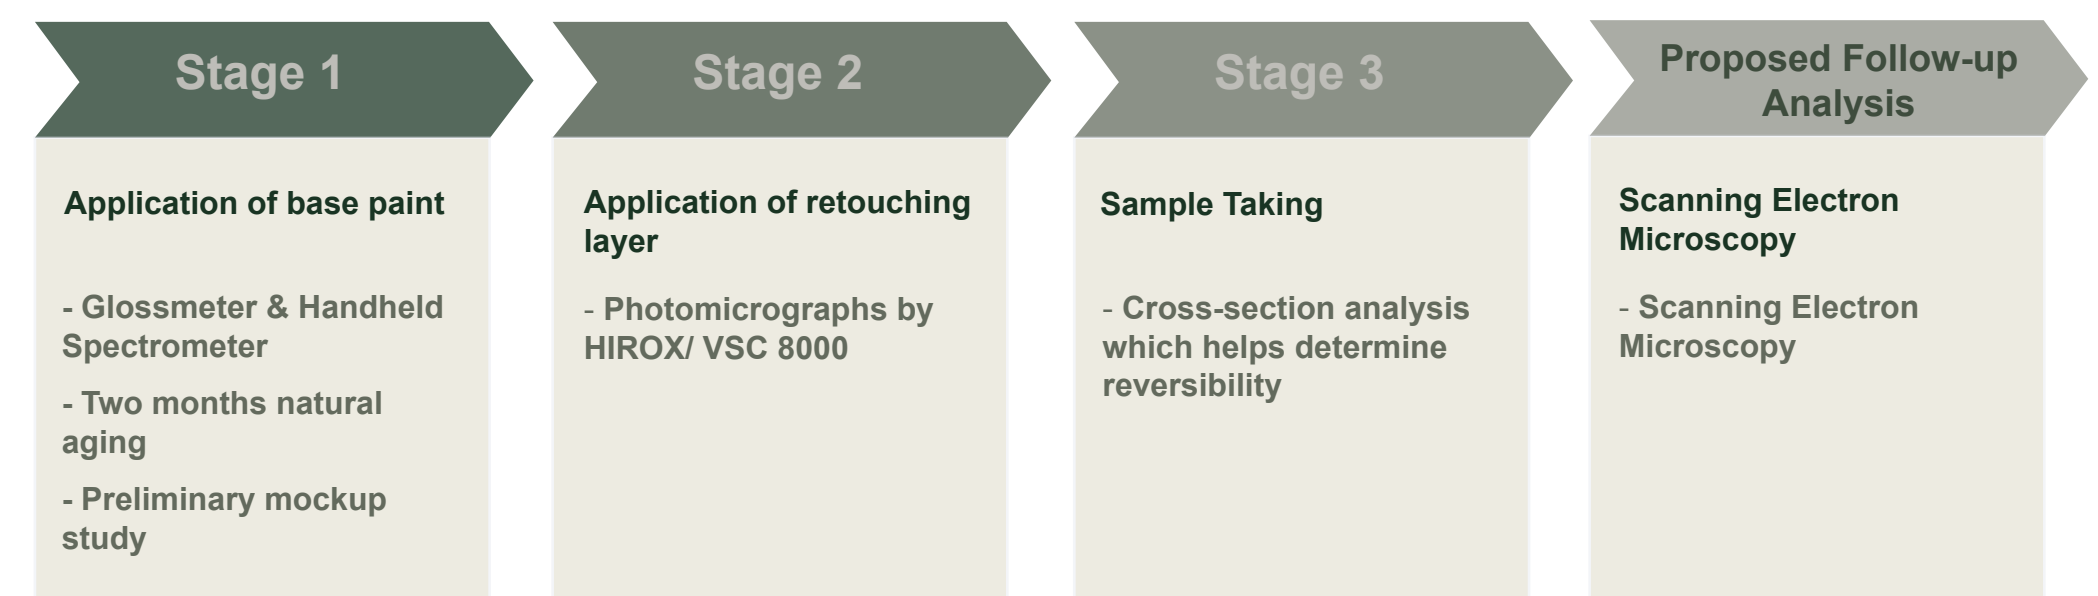 Stage 1
Application of base paint
- Glossmeter & Handheld
Spectrometer
- Two months natural
aging
- Preliminary mockup
study
Stage 2
Application of retouching
layer
- Photomicrographs by
HIROX/ VSC 8000
Stage 3
Sample Taking
- Cross-section analysis
which helps determine
reversibility
Proposed Follow-up
Analysis
Scanning Electron
Microscopy
- Scanning Electron
Microscopy